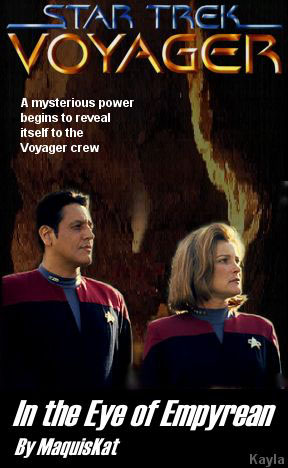 STAR TREK
VOYAGER
A mysterious power
begins to reveal
itself to the
Voyager crew
In the Eye of Empyrean
By MaquisKat
Kayla